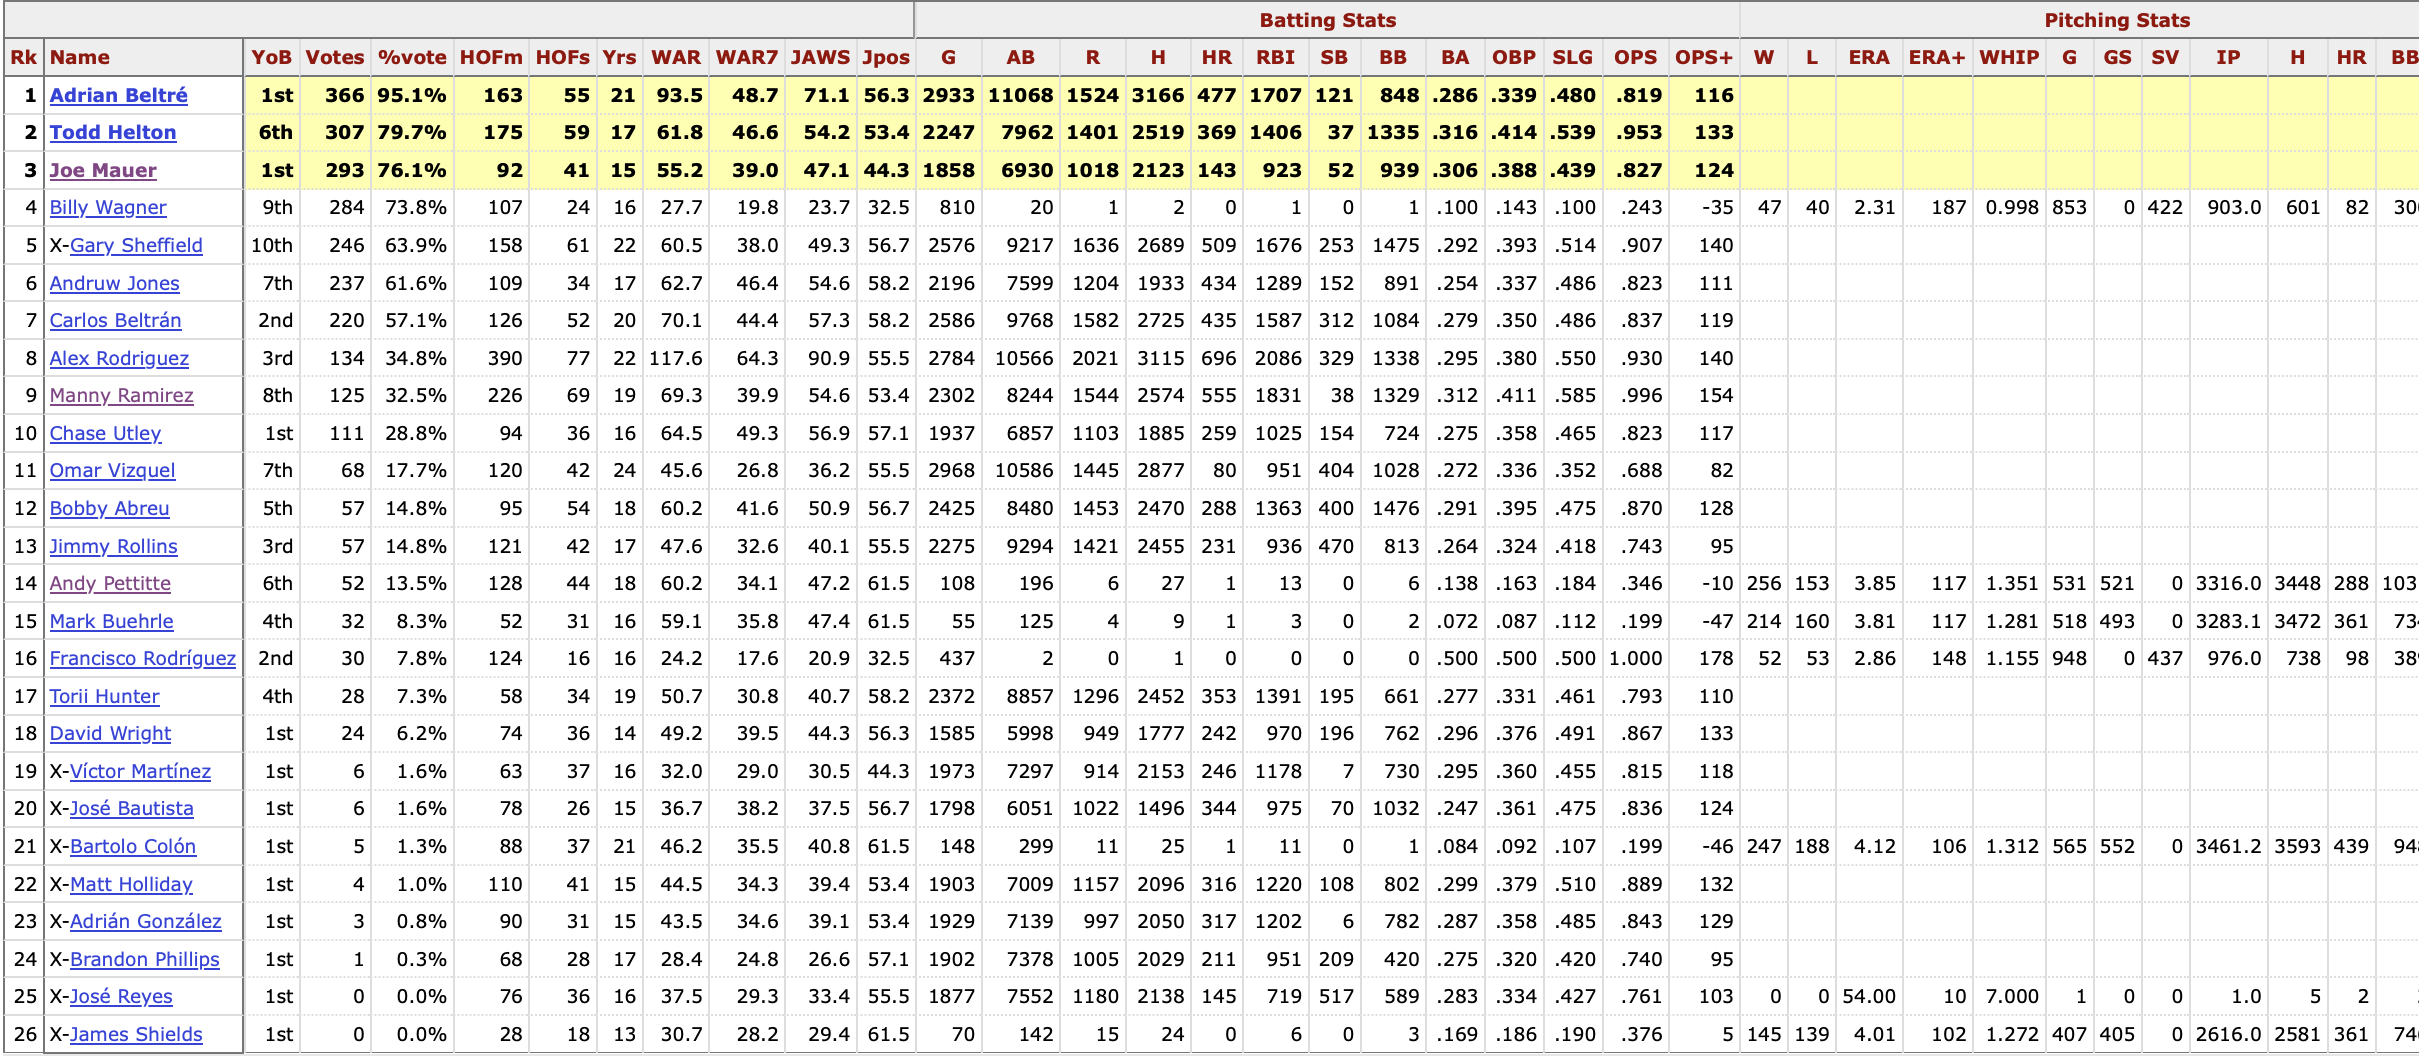 Batting Stats Pitching Stats
Rk Name YoB Votes %vote HOFm HOFs Yrs WAR WAR7 JAWS Jpos G AB R H HR RBI SB BB BA OBP SLG OPS OPS+ W L ERA ERA+ WHIP G GS SV IP H HR BB
1 Adrian Beltré 1st 366 95.1% 163 55 21 93.5 48.7 71.1 56.3 2933 11068 1524 3166 477 1707 121 848 .286 .339 .480 .819 116
2 Todd Helton 6th 307 79.7% 175 59 17 61.8 46.6 54.2 53.4 2247 7962 1401 2519 369 1406 37 1335 .316 .414 .539 .953 133
3 Joe Mauer 1st 293 76.1% 92 41 15 55.2 39.0 47.1 44.3 1858 6930 1018 2123 143 923 52 939 .306 .388 .439 .827 124
4 Billy Wagner 9th 284 73.8% 107 24 16 27.7 19.8 23.7 32.5 810 20 1 2 0 1 0 1 .100 .143 .100 .243 -35 47 40 2.31 187 0.998 853 0 422 903.0 601 82 30
5 X-Gary Sheffield 10th 246 63.9% 158 61 22 60.5 38.0 49.3 56.7 2576 9217 1636 2689 509 1676 253 1475 .292 .393 .514 .907 140
6 Andruw Jones 7th 237 61.6% 109 34 17 62.7 46.4 54.6 58.2 2196 7599 1204 1933 434 1289 152 891 .254 .337 .486 .823 111
7 Carlos Beltrán 2nd 220 57.1% 126 52 20 70.1 44.4 57.3 58.2 2586 9768 1582 2725 435 1587 312 1084 .279 .350 .486 .837 119
8 Alex Rodriguez 3rd 134 34.8% 390 77 22 117.6 64.3 90.9 55.5 2784 10566 2021 3115 696 2086 329 1338 .295 .380 .550 .930 140
9 Manny Ramirez 8th 125 32.5% 226 69 19 69.3 39.9 54.6 53.4 2302 8244 1544 2574 555 1831 38 1329 .312 .411 .585 .996 154
10 Chase Utley 1st 111 28.8% 94 36 16 64.5 49.3 56.9 57.1 1937 6857 1103 1885 259 1025 154 724 .275 .358 .465 .823 117
11 Omar Vizquel 7th 68 17.7% 120 42 24 45.6 26.8 36.2 55.5 2968 10586 1445 2877 80 951 404 1028 .272 .336 .352 .688 82
12 Bobby Abreu 5th 57 14.8% 95 54 18 60.2 41.6 50.9 56.7 2425 8480 1453 2470 288 1363 400 1476 .291 .395 .475 .870 128
13 Jimmy Rollins 3rd 57 14.8% 121 42 17 47.6 32.6 40.1 55.5 2275 9294 1421 2455 231 936 470 813 .264 .324 .418 .743 95
14 Andy Pettitte 6th 52 13.5% 128 44 18 60.2 34.1 47.2 61.5 108 196 6 27 1 13 0 6 .138 .163 .184 .346 -10 256 153 3.85 117 1.351 531 521 0 3316.0 3448 288 103
15 Mark Buehrle 4th 32 8.3% 52 31 16 59.1 35.8 47.4 61.5 55 125 4 9 1 3 0 2 .072 .087 .112 .199 -47 214 160 3.81 117 1.281 518 493 0 3283.1 3472 361 73
16 Francisco Rodríguez 2nd 30 7.8% 124 16 16 24.2 17.6 20.9 32.5 437 2 0 1 0 0 0 0 .500 .500 .500 1.000 178 52 53 2.86 148 1.155 948 0 437 976.0 738 98 38
17 Torii Hunter 4th 28 7.3% 58 34 19 50.7 30.8 40.7 58.2 2372 8857 1296 2452 353 1391 195 661 .277 .331 .461 .793 110
18 David Wright 1st 24 6.2% 74 36 14 49.2 39.5 44.3 56.3 1585 5998 949 1777 242 970 196 762 .296 .376 .491 .867 133
19 X-Víctor Martínez 1st 6 1.6% 63 37 16 32.0 29.0 30.5 44.3 1973 7297 914 2153 246 1178 7 730 .295 .360 .455 .815 118
20 X-José Bautista 1st 6 1.6% 78 26 15 36.7 38.2 37.5 56.7 1798 6051 1022 1496 344 975 70 1032 .247 .361 .475 .836 124
21 X-Bartolo Colón 1st 5 1.3% 88 37 21 46.2 35.5 40.8 61.5 148 299 11 25 1 11 0 1 .084 .092 .107 .199 -46 247 188 4.12 106 1.312 565 552 0 3461.2 3593 439 94
22 X-Matt Holliday 1st 4 1.0% 110 41 15 44.5 34.3 39.4 53.4 1903 7009 1157 2096 316 1220 108 802 .299 .379 .510 .889 132
23 X-Adrián González 1st 3 0.8% 90 31 15 43.5 34.6 39.1 53.4 1929 7139 997 2050 317 1202 6 782 .287 .358 .485 .843 129
24 X-Brandon Phillips 1st 1 0.3% 68 28 17 28.4 24.8 26.6 57.1 1902 7378 1005 2029 211 951 209 420 .275 .320 .420 .740 95
25 X-José Reyes 1st 0 0.0% 76 36 16 37.5 29.3 33.4 55.5 1877 7552 1180 2138 145 719 517 589 .283 .334 .427 .761 103 0 0 54.00 10 7.000 1 0 0 1.0 5 2
26 X-James Shields 1st 0 0.0% 28 18 13 30.7 28.2 29.4 61.5 70 142 15 24 0 6 0 3 .169 .186 .190 .376 5 145 139 4.01 102 1.272 407 405 0 2616.0 2581 361 74